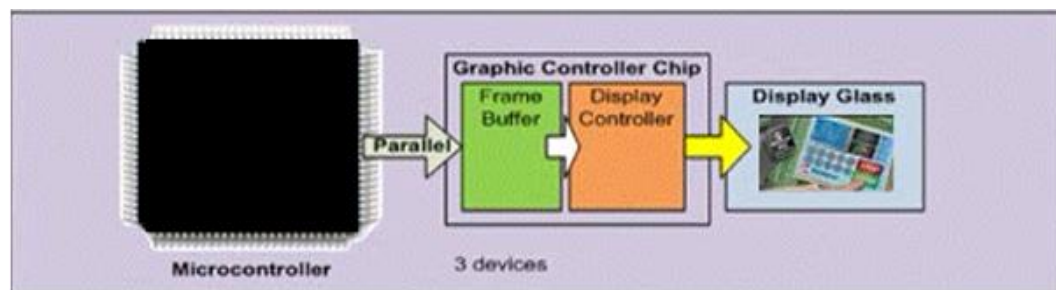 Graphic Controller Chip
Frame
Buffer
Display
Controller
Display Glass
Parallel
Microcontroller
3 devices